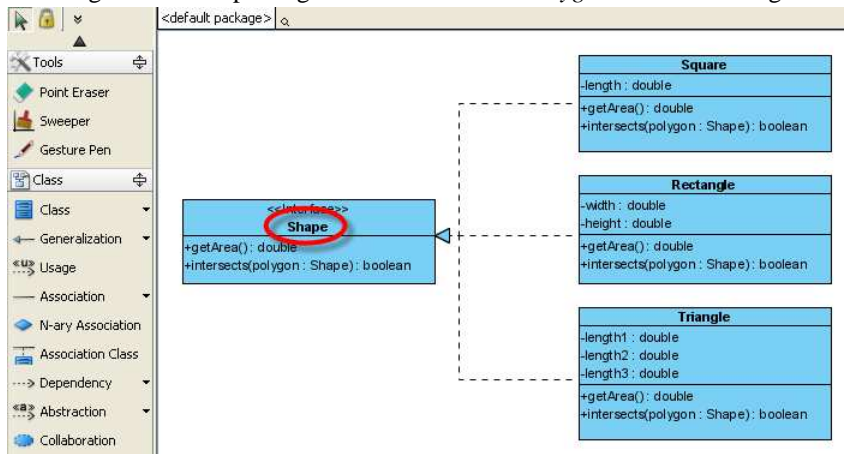 <default package>
Tools
Point Eraser
Sweeper
Gesture Pen
Class
Class
Generalization
Usage
Association
N-ary Association
Association Class
Dependency
Abstraction
Collaboration
<<Interface>>
Shape
+getArea() : double
+intersects(polygon : Shape) : boolean
Square
-length : double
+getArea() : double
+intersects(polygon : Shape) : boolean
Rectangle
-width : double
-height : double
+getArea() : double
+intersects(polygon : Shape) : boolean
Triangle
-length1 : double
-length2 : double
-length3 : double
+getArea() : double
+intersects(polygon : Shape) : boolean